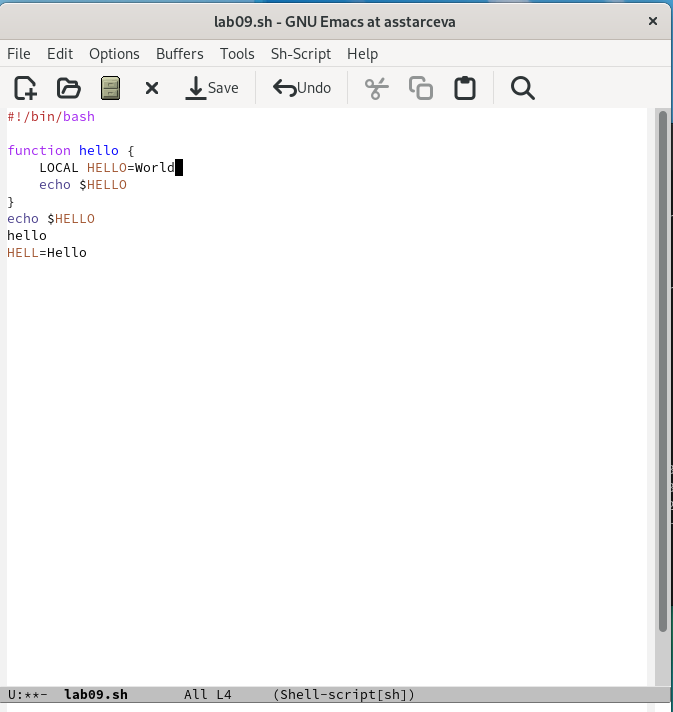 lab09.sh - GNU Emacs at asstarceva ×
File Edit Options Buffers Tools Sh-Script Help
Save Undo
#!/bin/bash
function hello {
    LOCAL HELLO=World
    echo $HELLO
}
echo $HELLO
hello
HELL=Hello
U:**- lab09.sh All L4 (Shell-script[sh])